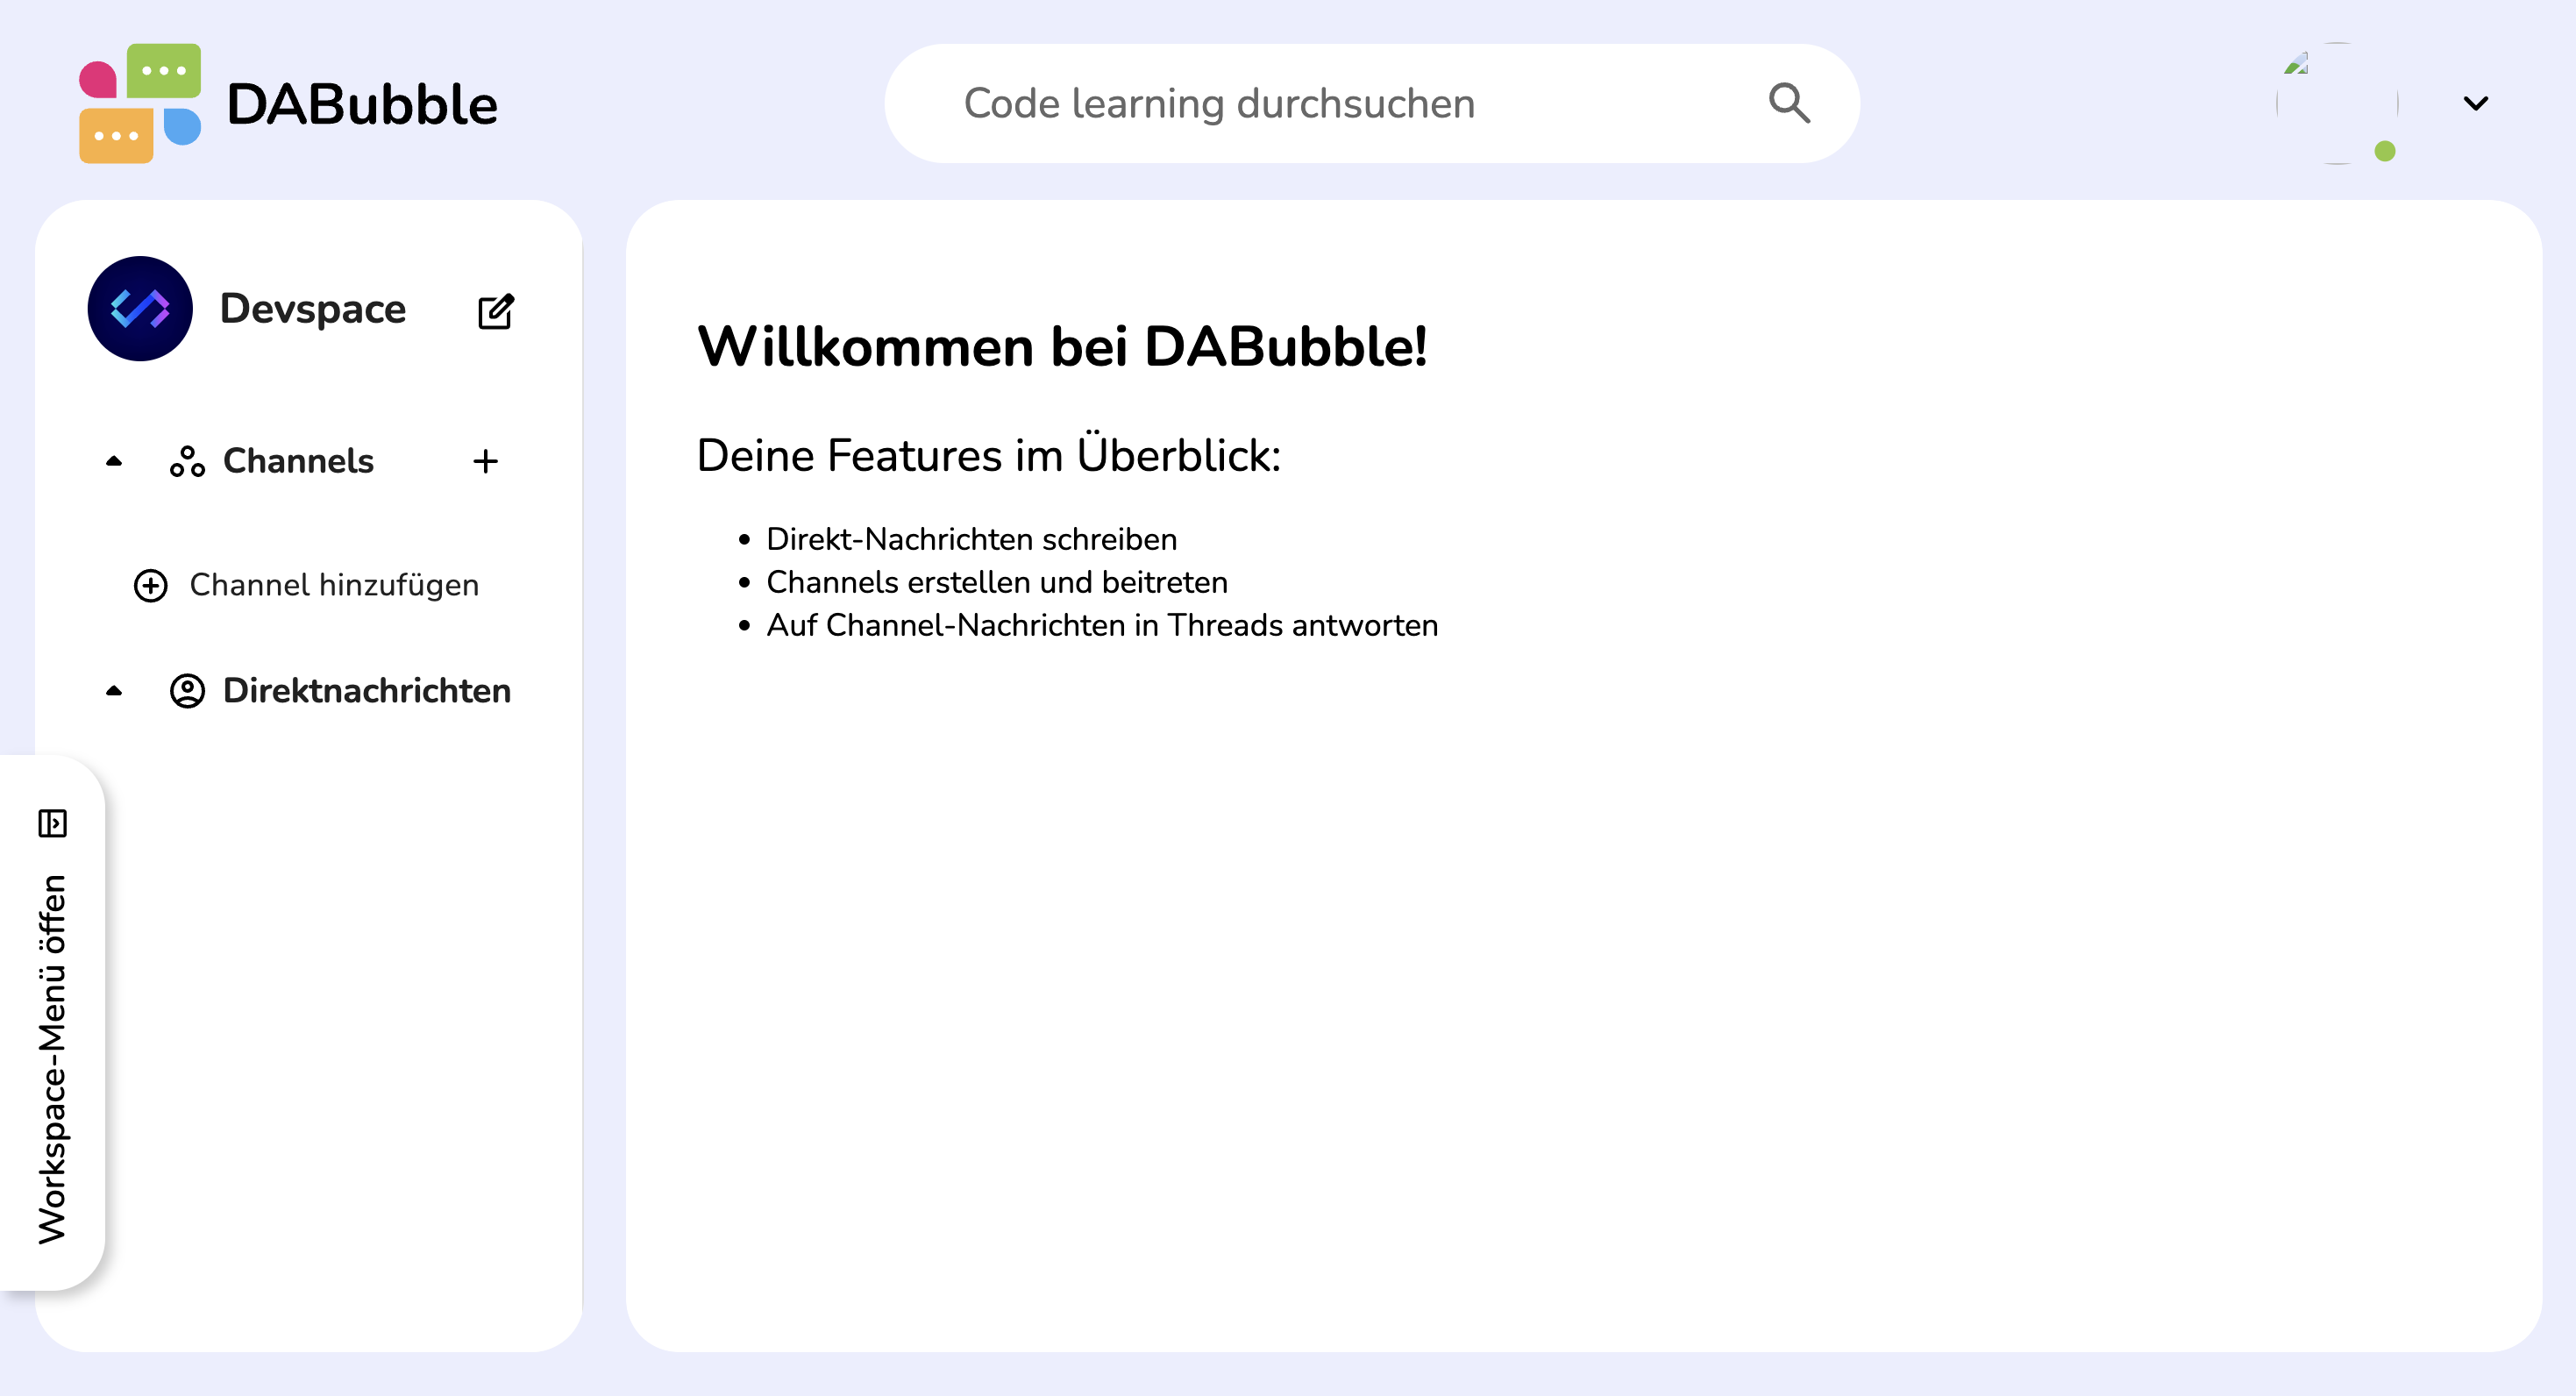 DABubble
Code learning durchsuchen
Devspace
Channels
Channel hinzufügen
Direktnachrichten
Workspace-Menü öffen
Willkommen bei DABubble!
Deine Features im Überblick:
Direkt-Nachrichten schreiben
Channels erstellen und beitreten
Auf Channel-Nachrichten in Threads antworten